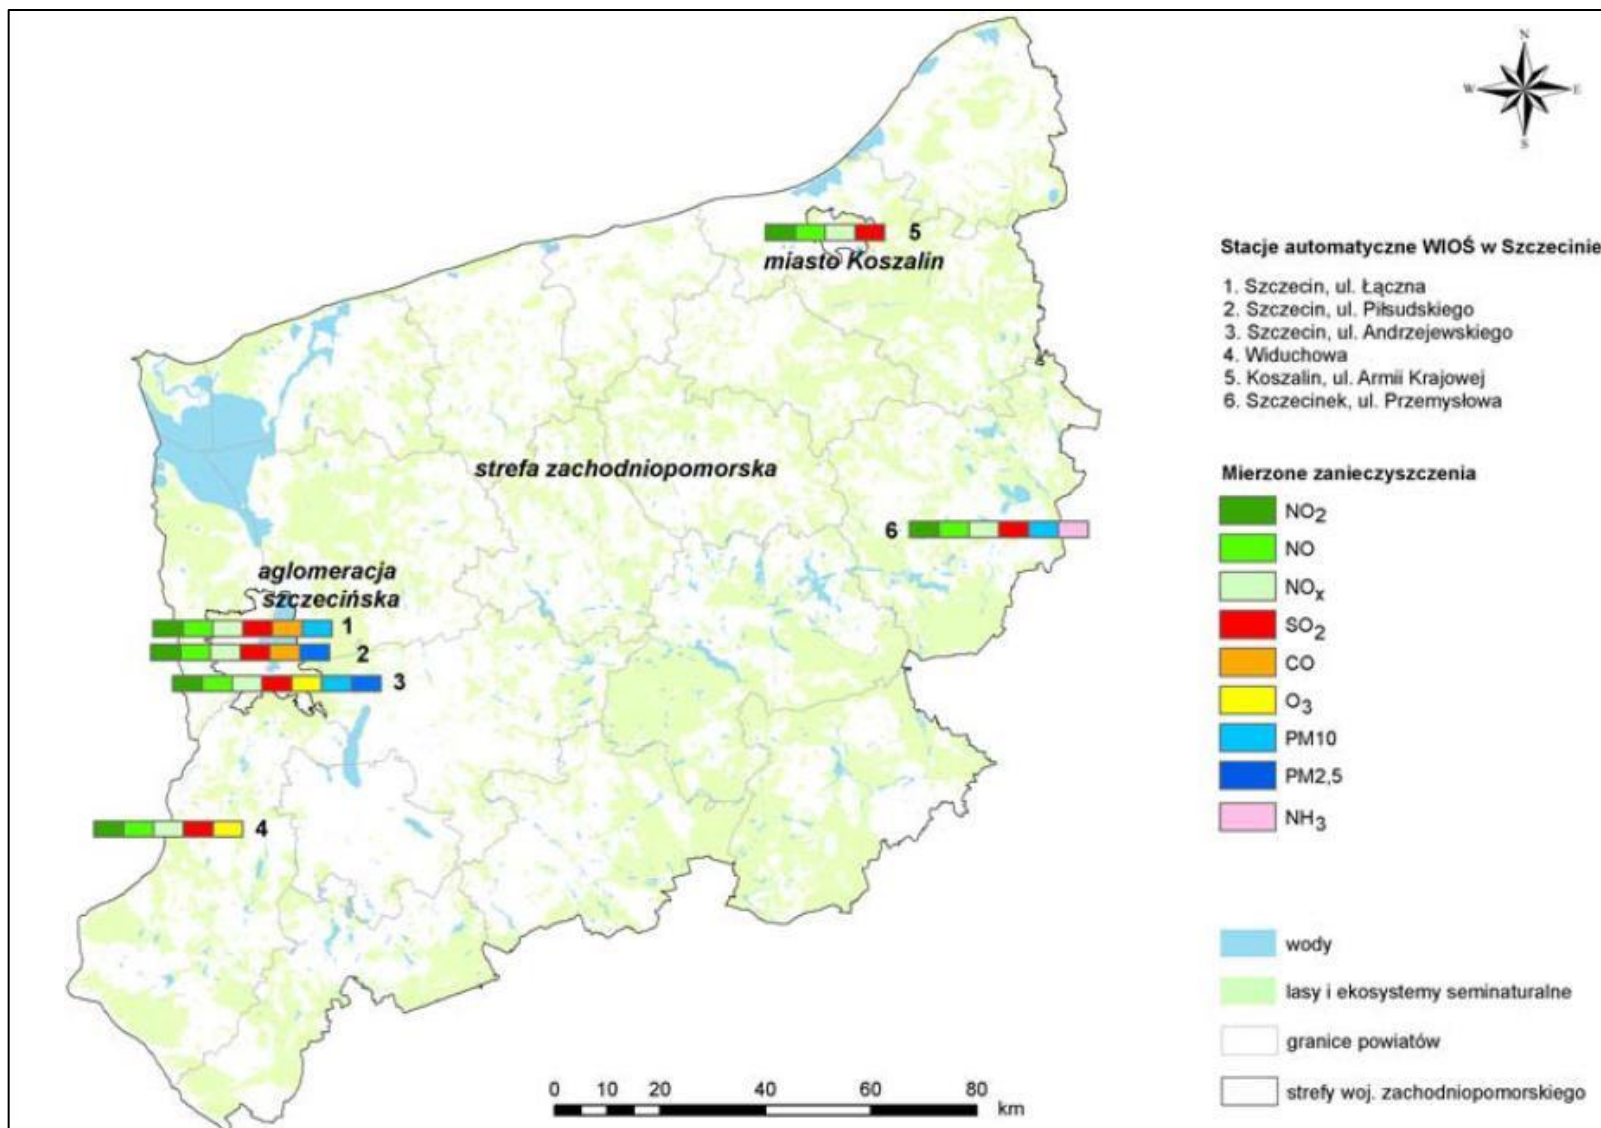 N
W
E
S
5
miasto Koszalin
strefa zachodniopomorska
6
aglomeracja
szczecińska
1
2
3
4
Stacje automatyczne WIOŚ w Szczecinie
1. Szczecin, ul. Łączna
2. Szczecin, ul. Piłsudskiego
3. Szczecin, ul. Andrzejewskiego
4. Widuchowa
5. Koszalin, ul. Armii Krajowej
6. Szczecinek, ul. Przemysłowa
Mierzone zanieczyszczenia
NO2
NO
NOx
SO2
CO
O3
PM10
PM2,5
NH3
wody
lasy i ekosystemy seminaturalne
granice powiatów
strefy woj. zachodniopomorskiego
0 10 20 40 60 80
km